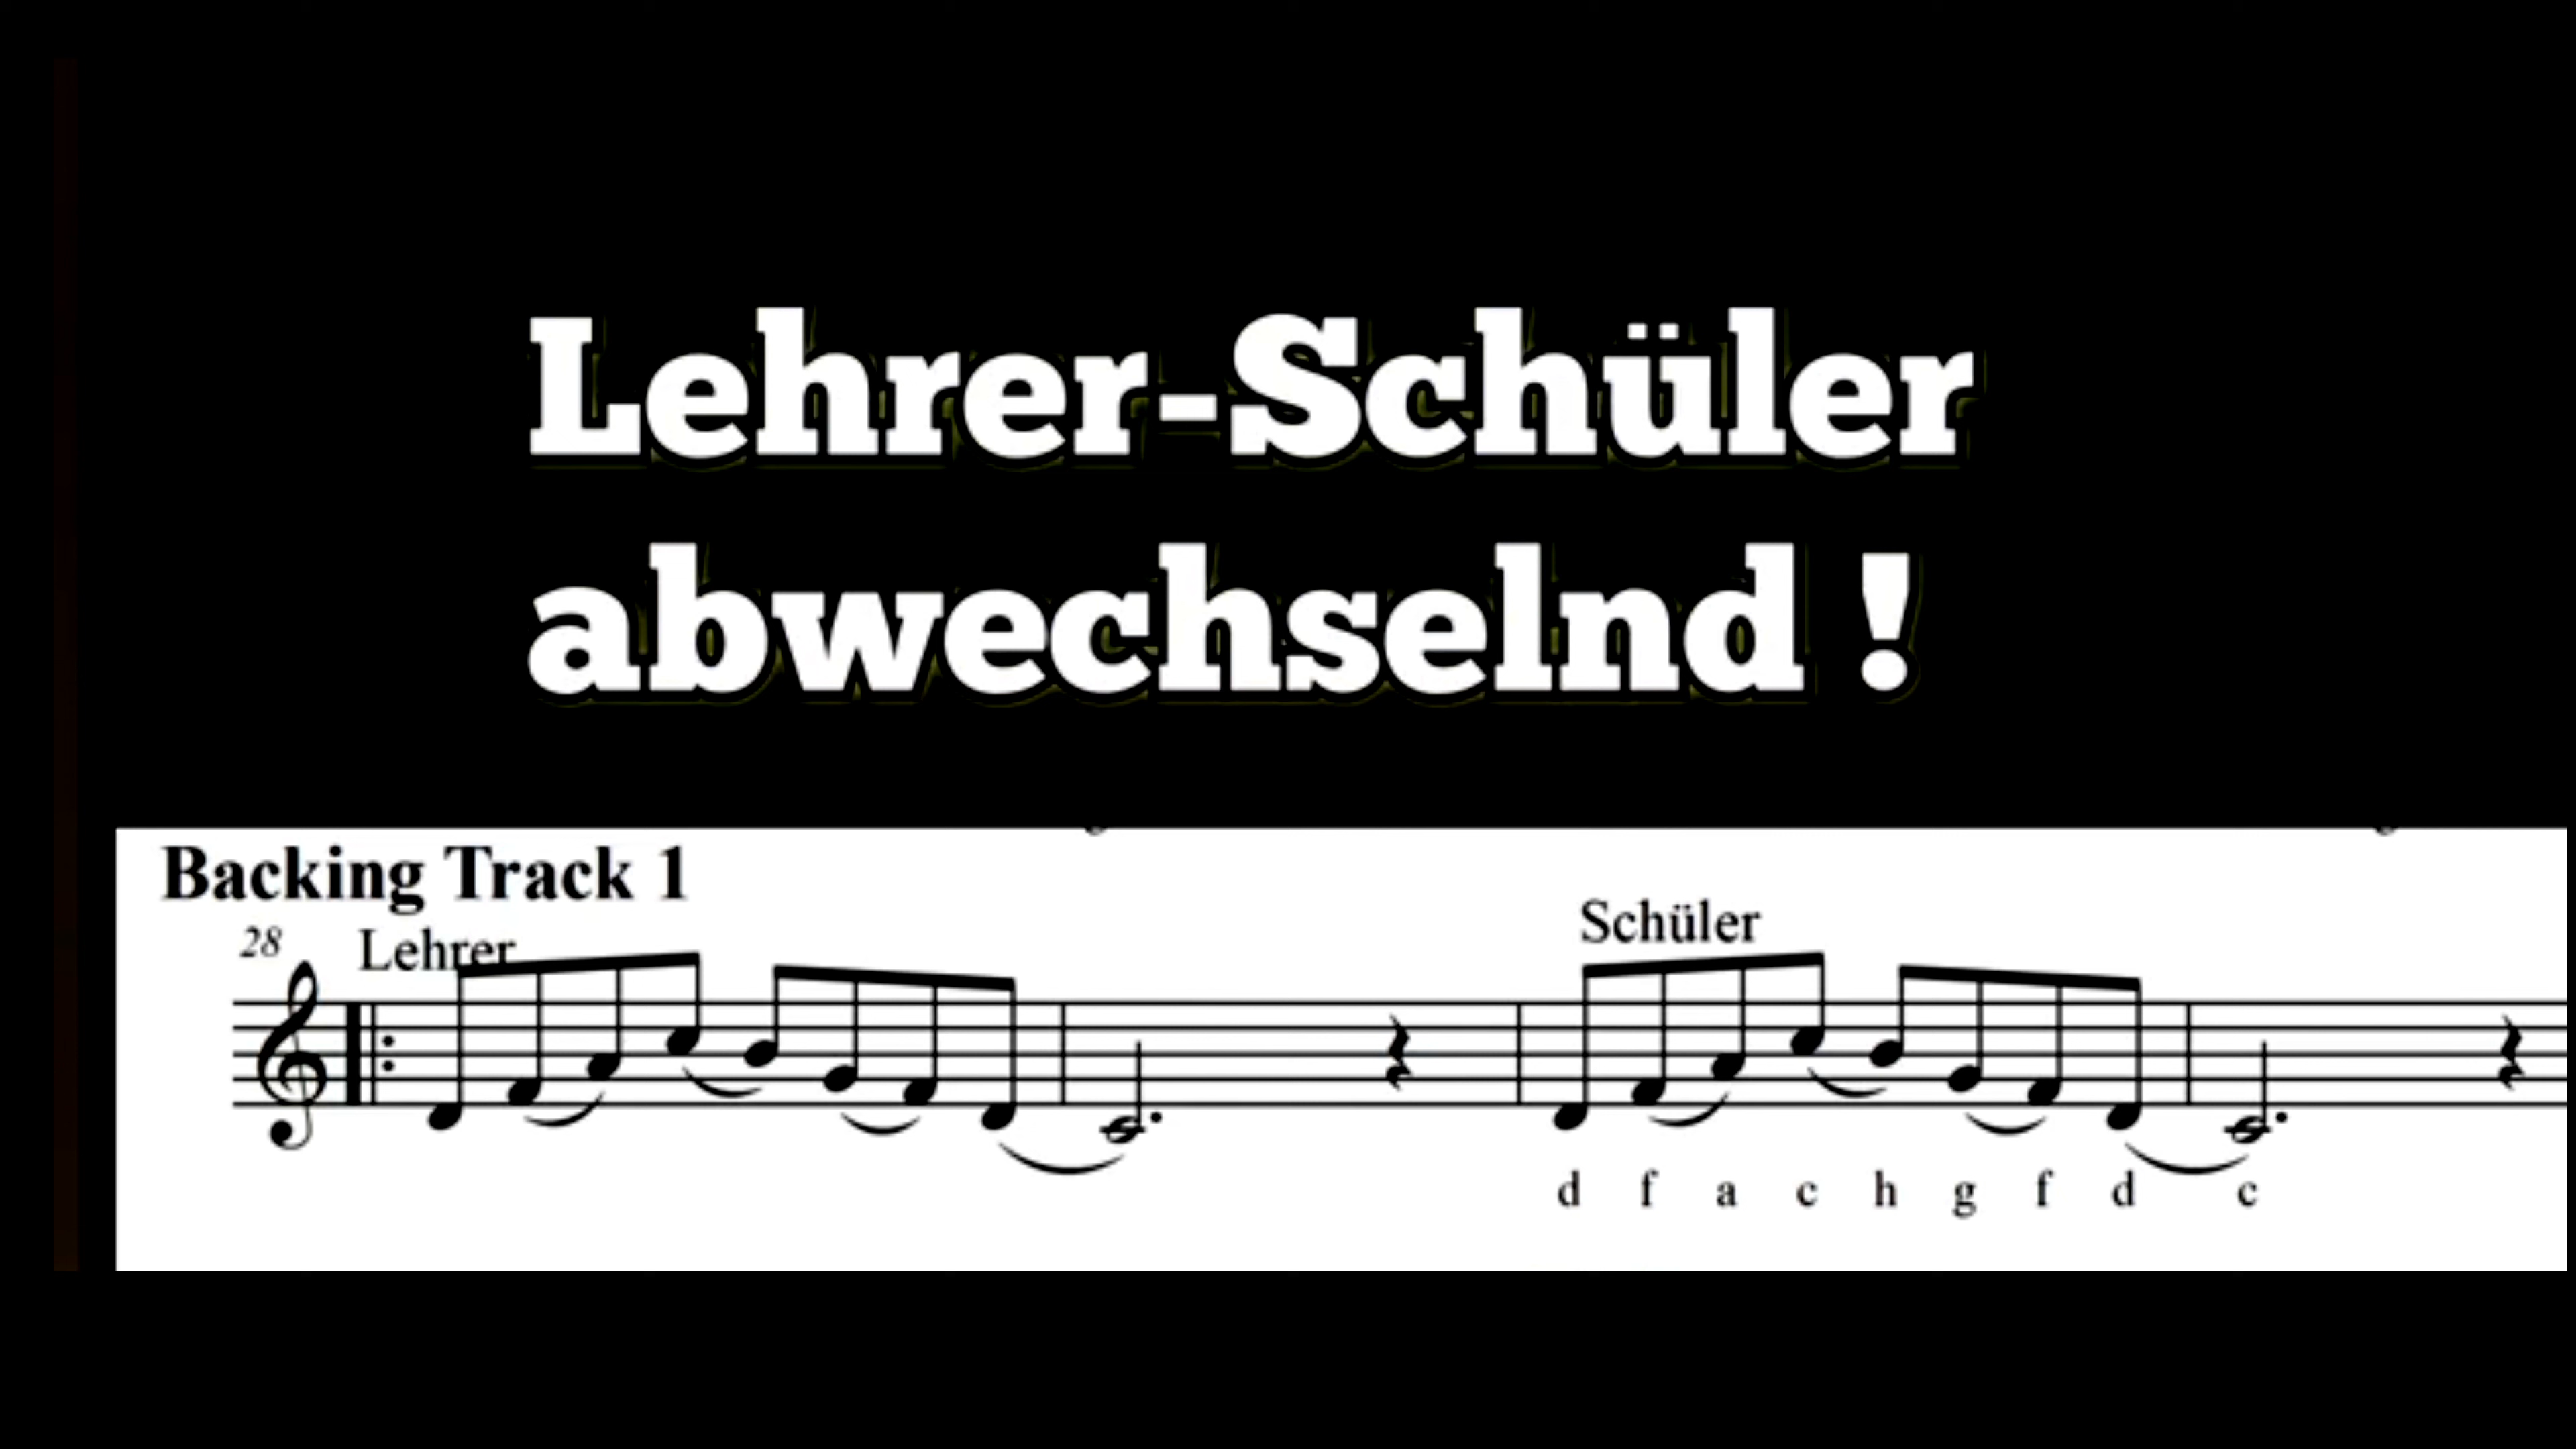 Lehrer-Schüler
abwechselnd !
Backing Track 1
28 Lehrer
Schüler
d f a c h g f d c